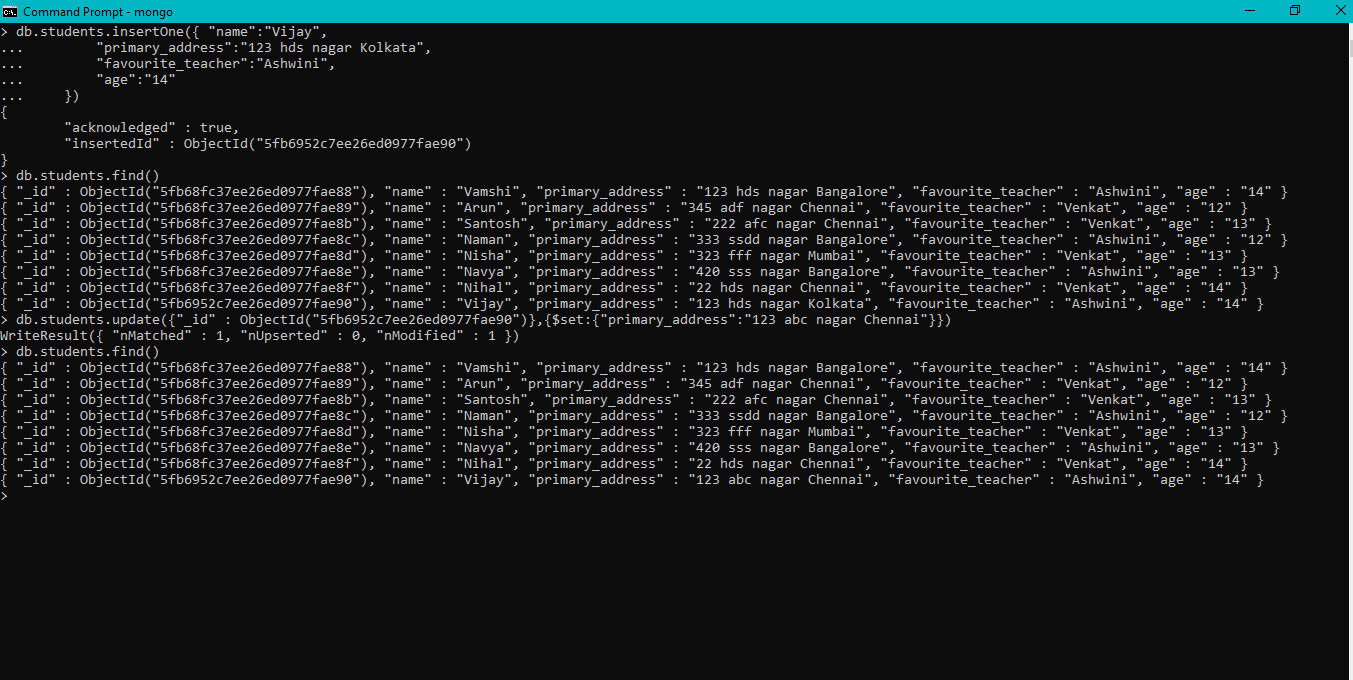 Command Prompt - mongo
> db.students.insertOne({ "name":"Vijay",
...         "primary_address":"123 hds nagar Kolkata",
...         "favourite_teacher":"Ashwini",
...         "age":"14"
...     })
{
        "acknowledged" : true,
        "insertedId" : ObjectId("5fb6952c7ee26ed0977fae90")
}
> db.students.find()
{ "_id" : ObjectId("5fb68fc37ee26ed0977fae88"), "name" : "Vamshi", "primary_address" : "123 hds nagar Bangalore", "favourite_teacher" : "Ashwini", "age" : "14" }
{ "_id" : ObjectId("5fb68fc37ee26ed0977fae89"), "name" : "Arun", "primary_address" : "345 adf nagar Chennai", "favourite_teacher" : "Venkat", "age" : "12" }
{ "_id" : ObjectId("5fb68fc37ee26ed0977fae8b"), "name" : "Santosh", "primary_address" : "222 afc nagar Chennai", "favourite_teacher" : "Venkat", "age" : "13" }
{ "_id" : ObjectId("5fb68fc37ee26ed0977fae8c"), "name" : "Naman", "primary_address" : "333 ssdd nagar Bangalore", "favourite_teacher" : "Ashwini", "age" : "12" }
{ "_id" : ObjectId("5fb68fc37ee26ed0977fae8d"), "name" : "Nisha", "primary_address" : "323 fff nagar Mumbai", "favourite_teacher" : "Venkat", "age" : "13" }
{ "_id" : ObjectId("5fb68fc37ee26ed0977fae8e"), "name" : "Navya", "primary_address" : "420 sss nagar Bangalore", "favourite_teacher" : "Ashwini", "age" : "13" }
{ "_id" : ObjectId("5fb68fc37ee26ed0977fae8f"), "name" : "Nihal", "primary_address" : "22 hds nagar Chennai", "favourite_teacher" : "Venkat", "age" : "14" }
{ "_id" : ObjectId("5fb6952c7ee26ed0977fae90"), "name" : "Vijay", "primary_address" : "123 hds nagar Kolkata", "favourite_teacher" : "Ashwini", "age" : "14" }
> db.students.update({"_id" : ObjectId("5fb6952c7ee26ed0977fae90")},{$set:{"primary_address":"123 abc nagar Chennai"}})
WriteResult({ "nMatched" : 1, "nUpserted" : 0, "nModified" : 1 })
> db.students.find()
{ "_id" : ObjectId("5fb68fc37ee26ed0977fae88"), "name" : "Vamshi", "primary_address" : "123 hds nagar Bangalore", "favourite_teacher" : "Ashwini", "age" : "14" }
{ "_id" : ObjectId("5fb68fc37ee26ed0977fae89"), "name" : "Arun", "primary_address" : "345 adf nagar Chennai", "favourite_teacher" : "Venkat", "age" : "12" }
{ "_id" : ObjectId("5fb68fc37ee26ed0977fae8b"), "name" : "Santosh", "primary_address" : "222 afc nagar Chennai", "favourite_teacher" : "Venkat", "age" : "13" }
{ "_id" : ObjectId("5fb68fc37ee26ed0977fae8c"), "name" : "Naman", "primary_address" : "333 ssdd nagar Bangalore", "favourite_teacher" : "Ashwini", "age" : "12" }
{ "_id" : ObjectId("5fb68fc37ee26ed0977fae8d"), "name" : "Nisha", "primary_address" : "323 fff nagar Mumbai", "favourite_teacher" : "Venkat", "age" : "13" }
{ "_id" : ObjectId("5fb68fc37ee26ed0977fae8e"), "name" : "Navya", "primary_address" : "420 sss nagar Bangalore", "favourite_teacher" : "Ashwini", "age" : "13" }
{ "_id" : ObjectId("5fb68fc37ee26ed0977fae8f"), "name" : "Nihal", "primary_address" : "22 hds nagar Chennai", "favourite_teacher" : "Venkat", "age" : "14" }
{ "_id" : ObjectId("5fb6952c7ee26ed0977fae90"), "name" : "Vijay", "primary_address" : "123 abc nagar Chennai", "favourite_teacher" : "Ashwini", "age" : "14" }
>